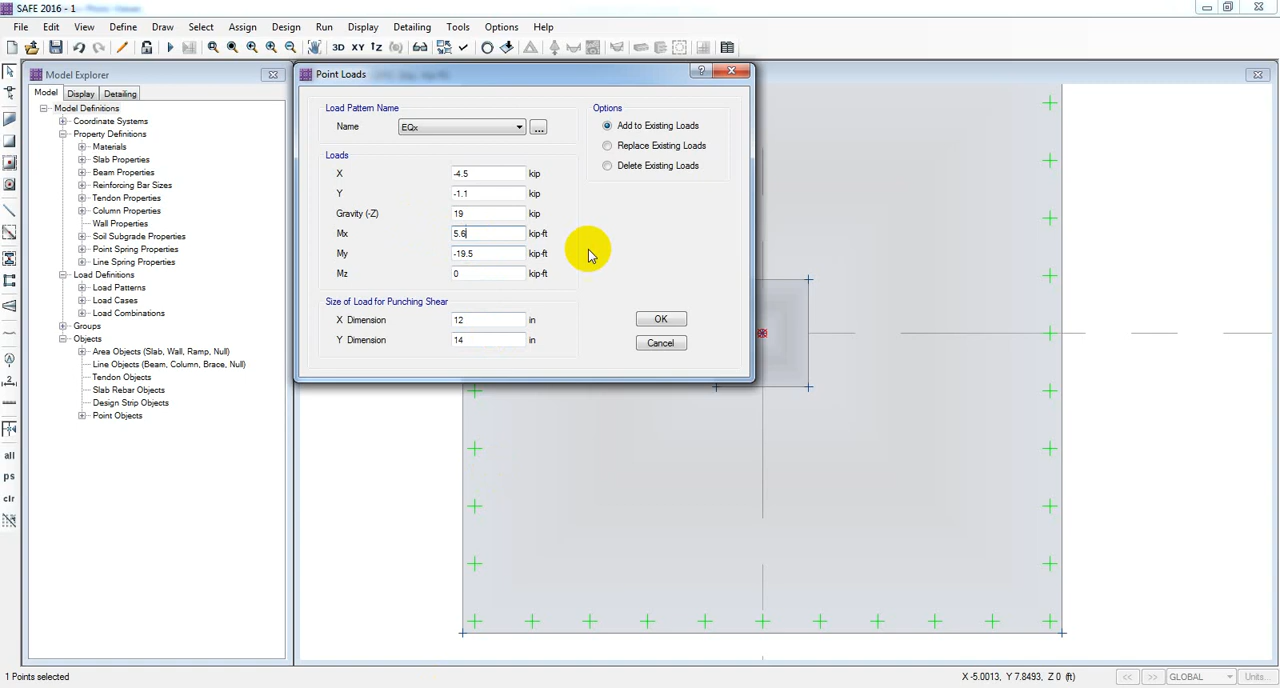 SAFE 2016 - 1
File Edit View Define Draw Select Assign Design Run Display Detailing Tools Options Help
3D XY
Model Explorer
Model Display Detailing
Model Definitions
Coordinate Systems
Property Definitions
Materials
Slab Properties
Beam Properties
Reinforcing Bar Sizes
Tendon Properties
Column Properties
Wall Properties
Soil Subgrade Properties
Point Spring Properties
Line Spring Properties
Load Definitions
Load Patterns
Load Cases
Load Combinations
Groups
Objects
Area Objects (Slab, Wall, Ramp, Null)
Line Objects (Beam, Column, Brace, Null)
Tendon Objects
Slab Rebar Objects
Design Strip Objects
Point Objects
all
ps
clr
Point Loads
Load Pattern Name
Name EQx ...
Loads
X -4.5 kip
Y -1.1 kip
Gravity (-Z) 19 kip
Mx 5.6 kip-ft
My -19.5 kip-ft
Mz 0 kip-ft
Size of Load for Punching Shear
X Dimension 12 in
Y Dimension 14 in
Options
Add to Existing Loads
Replace Existing Loads
Delete Existing Loads
OK
Cancel
1 Points selected
X -5.0013, Y 7.8493, Z 0 (ft)
<< >> GLOBAL Units...